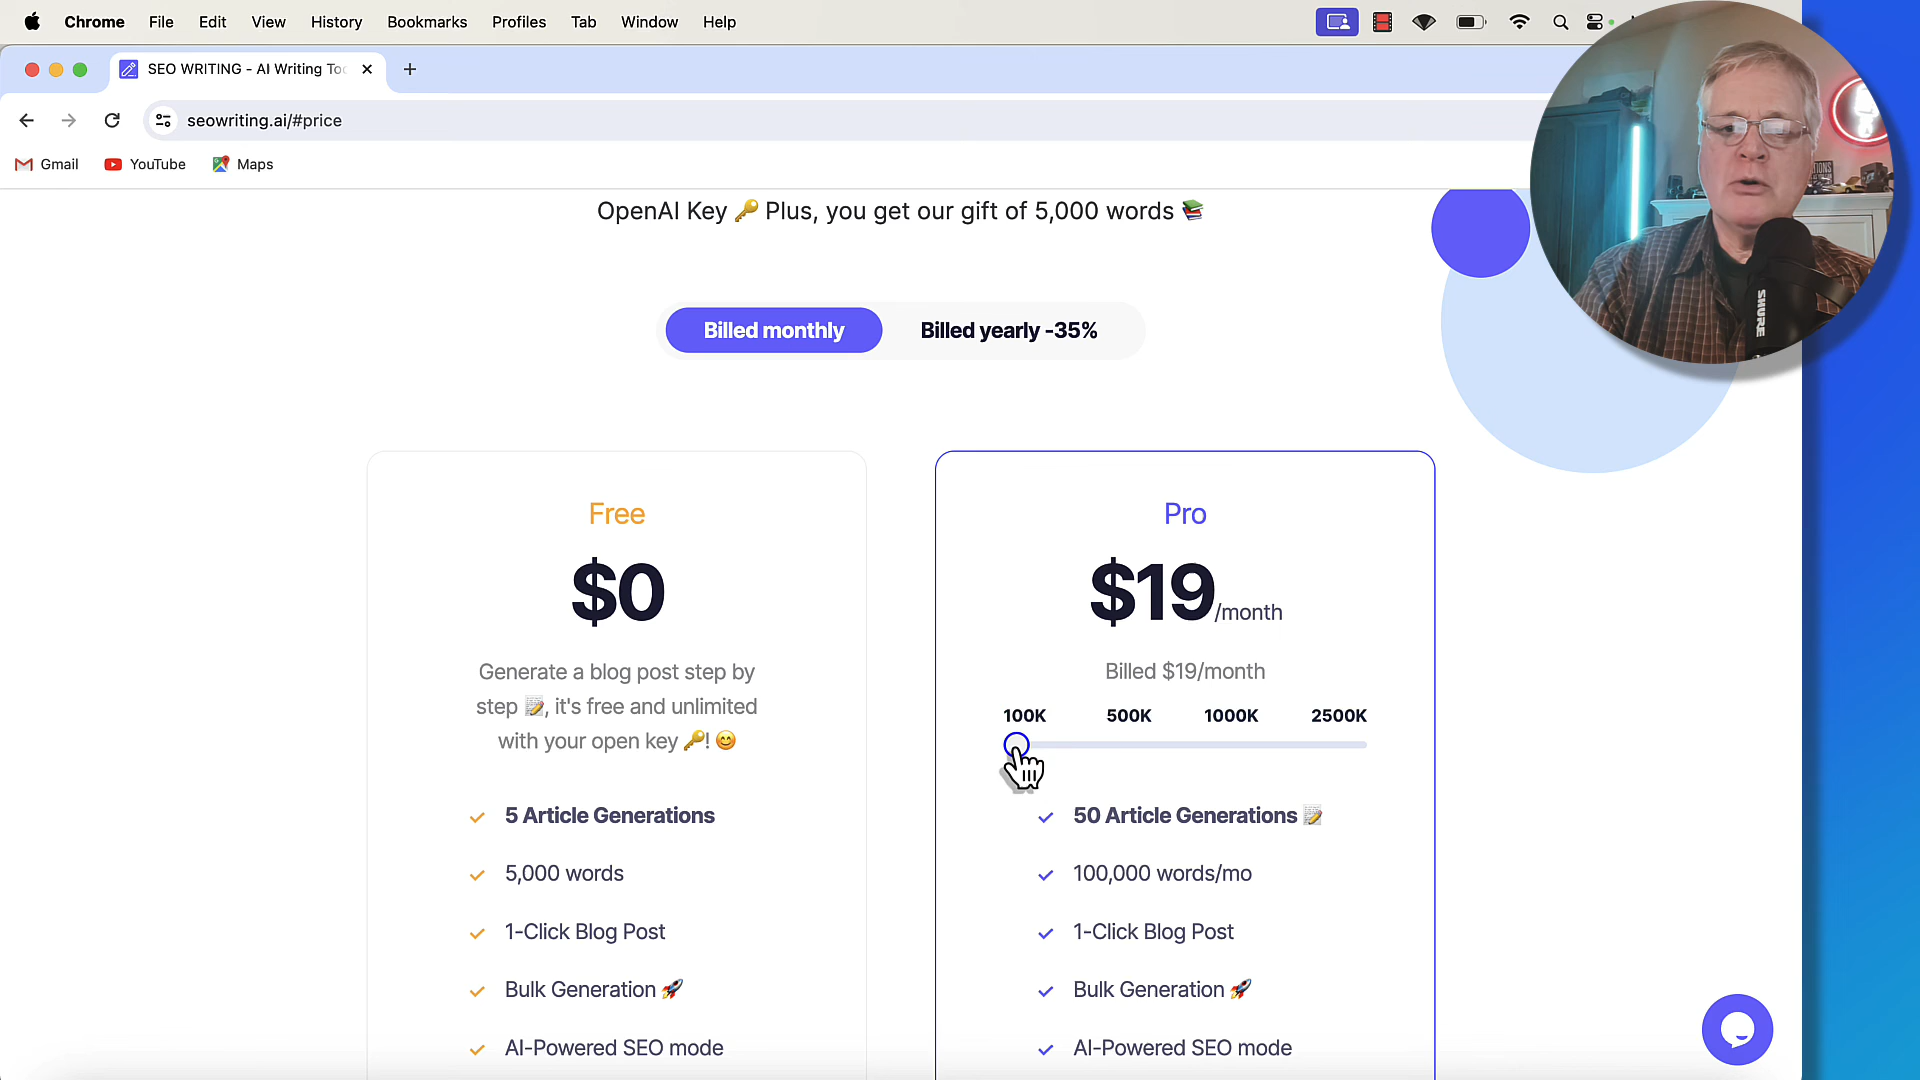 Chrome File Edit View History Bookmarks Profiles Tab Window Help
SEO WRITING - AI Writing Too
seowriting.ai/#price
Gmail YouTube Maps
OpenAI Key 🔑 Plus, you get our gift of 5,000 words 📚
Billed monthly Billed yearly -35%
Free
$0
Generate a blog post step by
step 📝, it's free and unlimited
with your open key 🔑! 😊
5 Article Generations
5,000 words
1-Click Blog Post
Bulk Generation 🚀
AI-Powered SEO mode
Pro
$19/month
Billed $19/month
100K 500K 1000K 2500K
50 Article Generations 📝
100,000 words/mo
1-Click Blog Post
Bulk Generation 🚀
AI-Powered SEO mode
SHURE